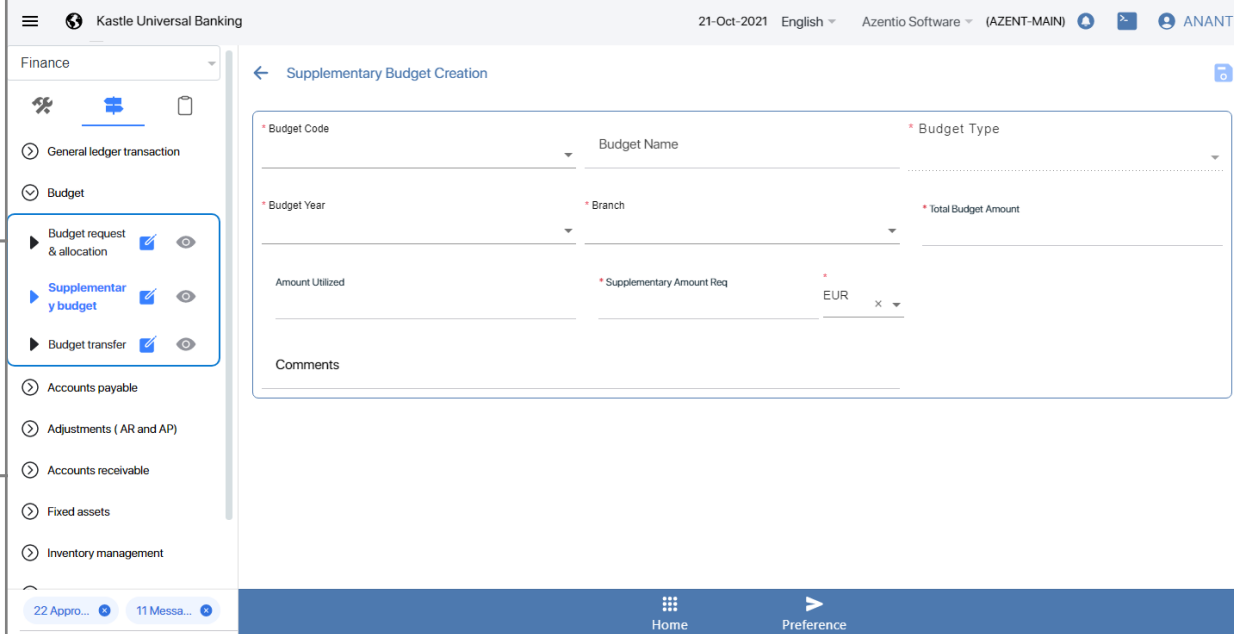 Kastle Universal Banking
21-Oct-2021 English Azentio Software (AZENT-MAIN) ANANT
Finance
General ledger transaction
Budget
Budget request
& allocation
Supplementar
y budget
Budget transfer
Accounts payable
Adjustments ( AR and AP)
Accounts receivable
Fixed assets
Inventory management
22 Appro... 11 Messa...
Supplementary Budget Creation
* Budget Code
Budget Name
* Budget Type
* Budget Year
* Branch
* Total Budget Amount
Amount Utilized
* Supplementary Amount Req
*
EUR
Comments
Home
Preference